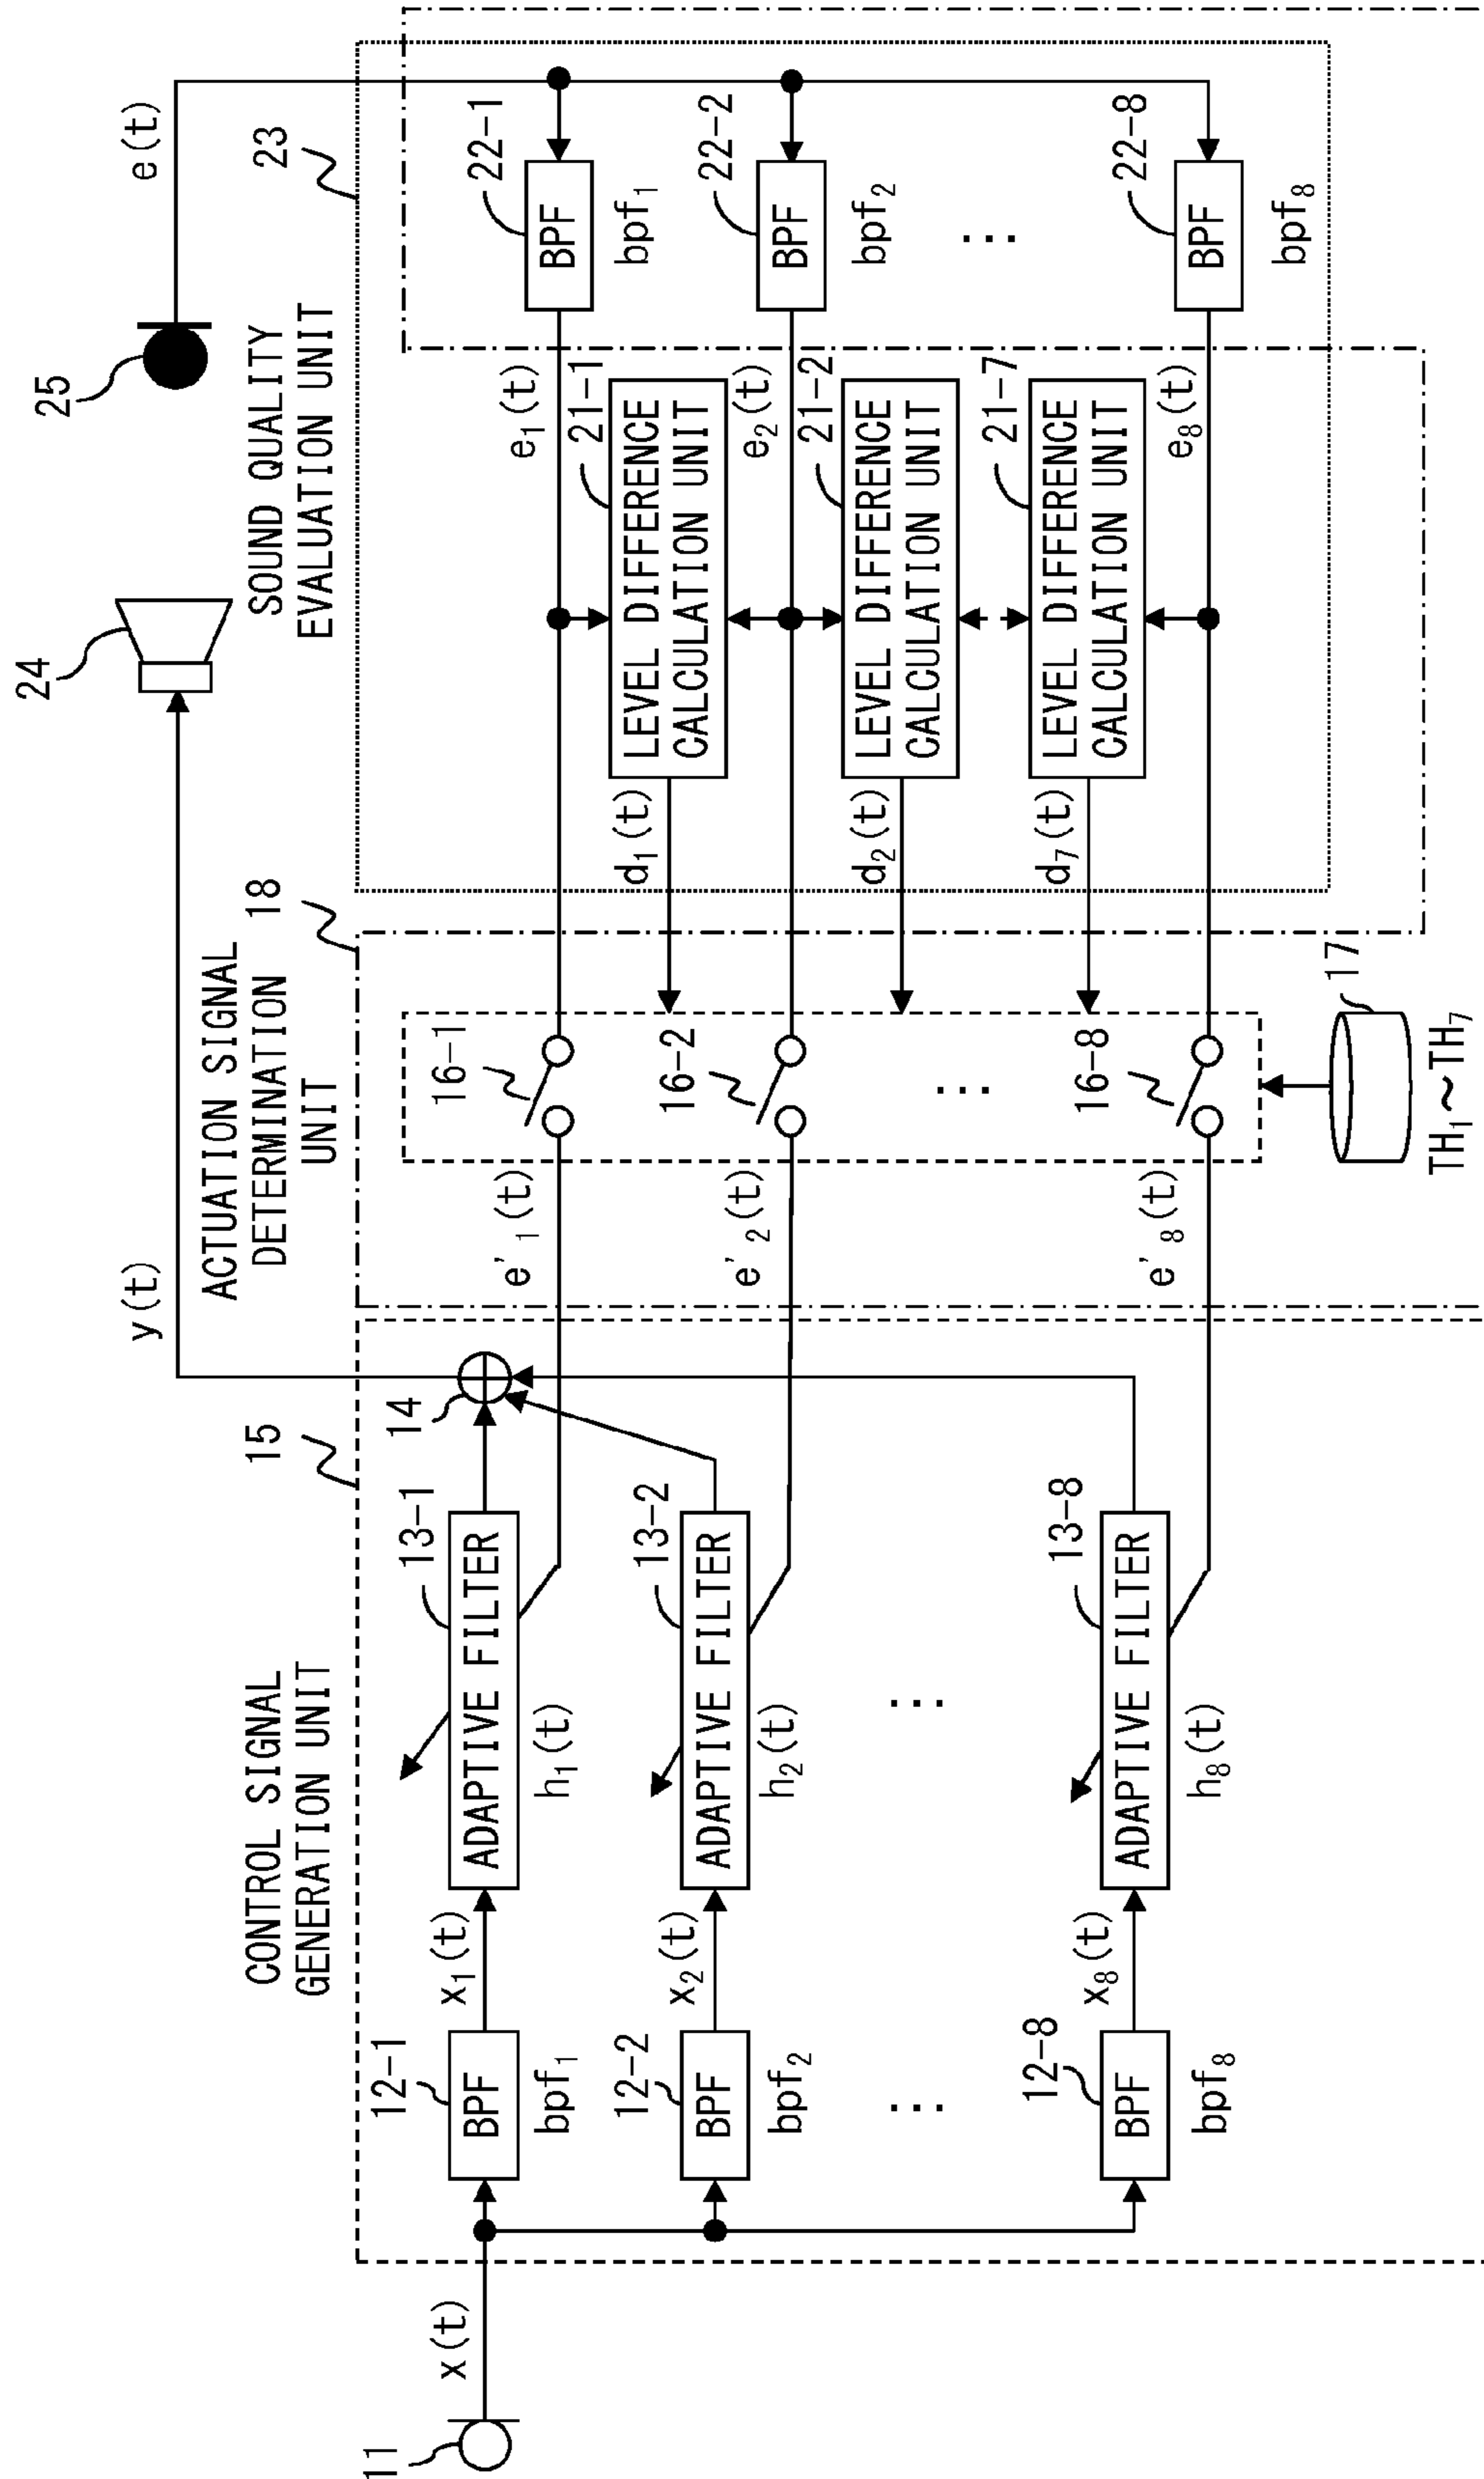 CONTROL SIGNAL
GENERATION UNIT
15
ACTUATION SIGNAL
DETERMINATION
UNIT
18
SOUND QUALITY
EVALUATION UNIT
23
24
25
y(t)
e(t)
11
x(t)
12-1
BPF
bpf1
x1(t)
13-1
ADAPTIVE FILTER
h1(t)
14
e'1(t)
16-1
d1(t)
e1(t)
21-1
LEVEL DIFFERENCE
CALCULATION UNIT
22-1
BPF
bpf1
12-2
BPF
bpf2
x2(t)
13-2
ADAPTIVE FILTER
h2(t)
e'2(t)
16-2
d2(t)
e2(t)
21-2
LEVEL DIFFERENCE
CALCULATION UNIT
22-2
BPF
bpf2
...
...
...
...
12-8
BPF
bpf8
x8(t)
13-8
ADAPTIVE FILTER
h8(t)
e'8(t)
16-8
d7(t)
21-7
LEVEL DIFFERENCE
CALCULATION UNIT
e8(t)
22-8
BPF
bpf8
17
TH1~TH7